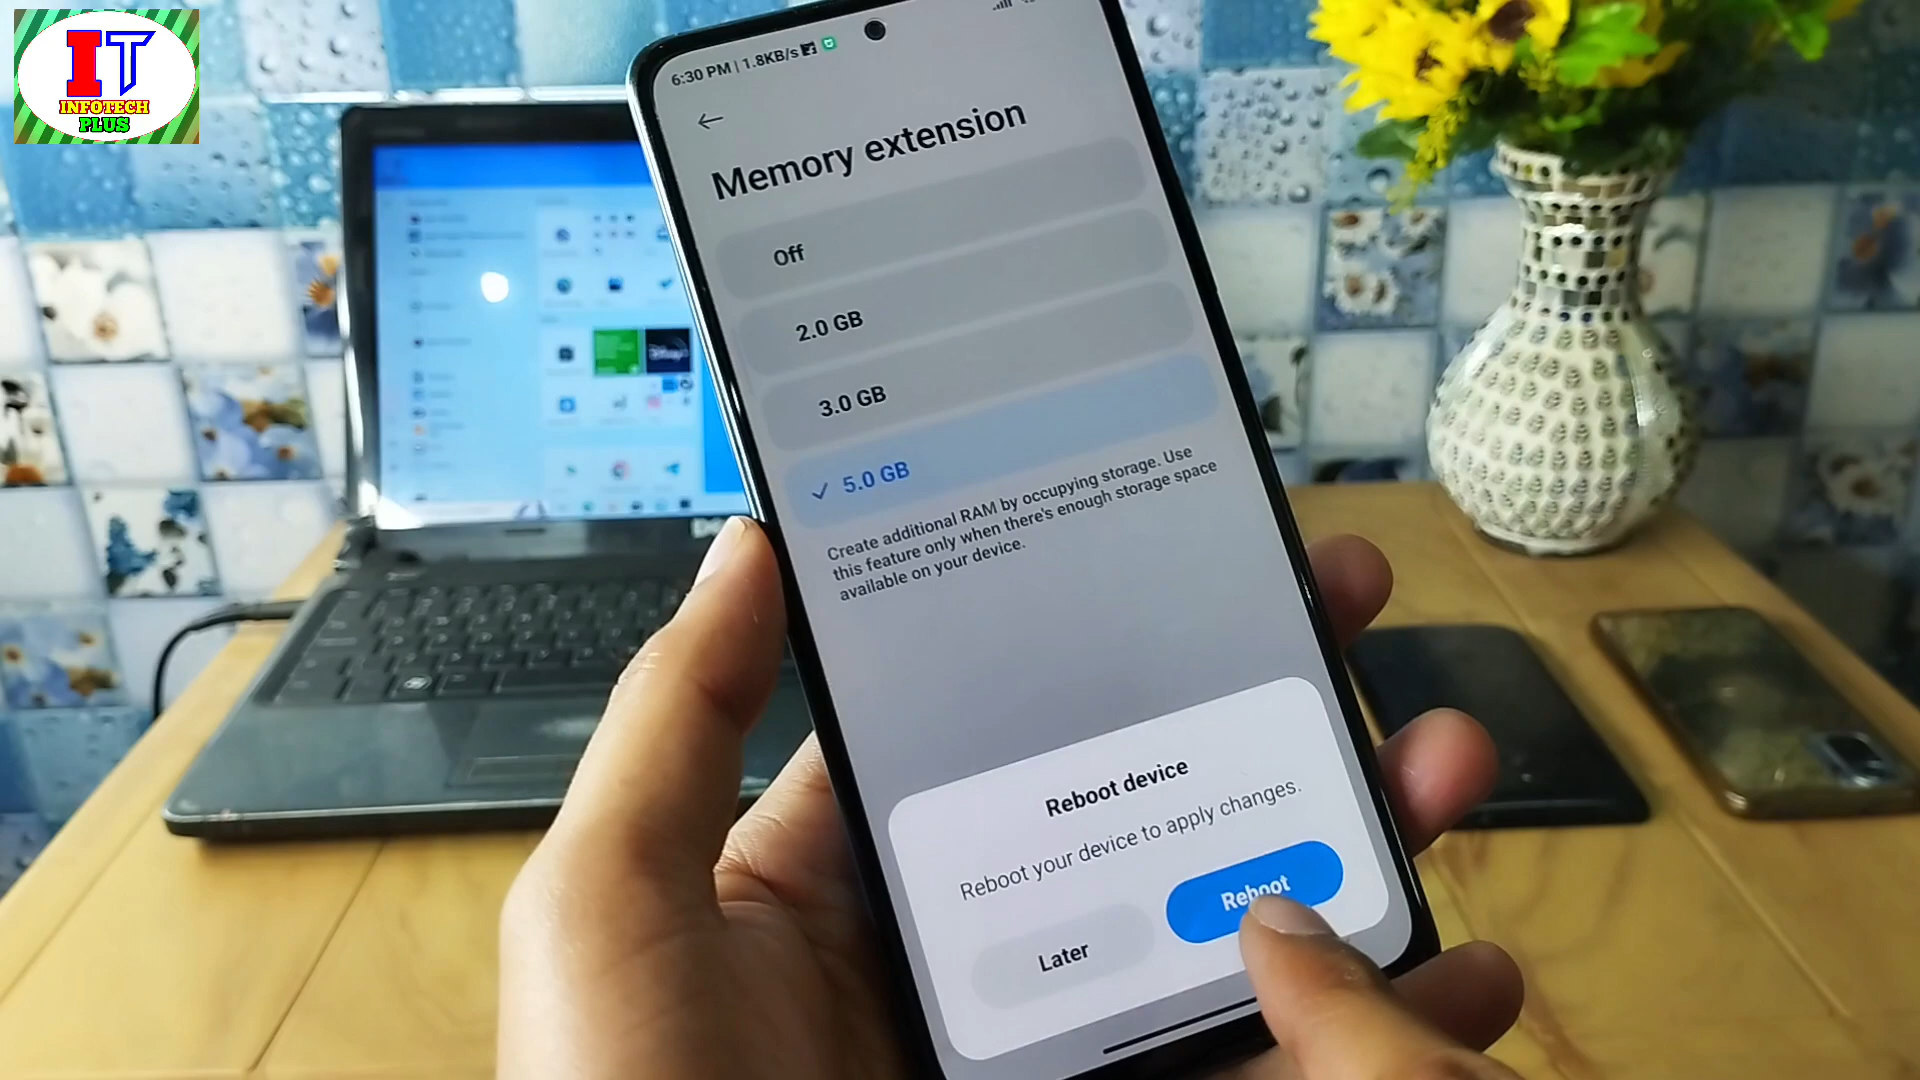 IT
INFOTECH
PLUS
6:30 PM | 1.8KB/s
Memory extension
Off
2.0 GB
3.0 GB
5.0 GB
Create additional RAM by occupying storage. Use
this feature only when there's enough storage space
available on your device.
Reboot device
Reboot your device to apply changes.
Later
Reboot